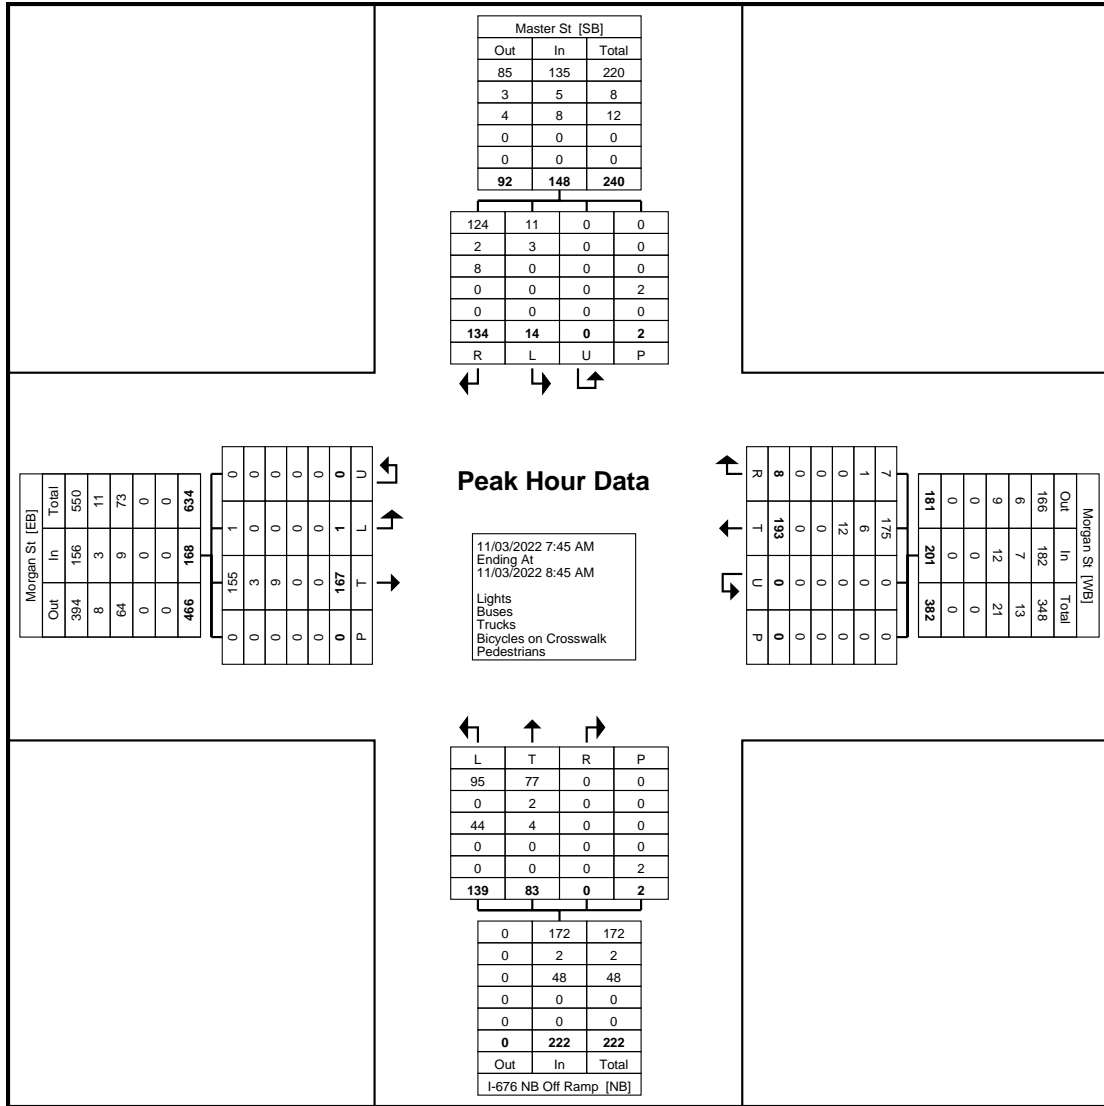 Master St [SB]
Out In Total
85 135 220
3 5 8
4 8 12
0 0 0
0 0 0
92 148 240
124 11 0 0
2 3 0 0
8 0 0 0
0 0 0 2
0 0 0 0
134 14 0 2
R L U P
Morgan St [EB]
Total 550 11 73 0 0 634
In 156 3 9 0 0 168
Out 394 8 64 0 0 466
0 0 0 0 0 0 U
1 0 0 0 0 1 L
155 3 9 0 0 167 T
0 0 0 0 0 0 P
Peak Hour Data
11/03/2022 7:45 AM
Ending At
11/03/2022 8:45 AM
Lights
Buses
Trucks
Bicycles on Crosswalk
Pedestrians
R 8 0 0 0 1 7
T 193 0 0 12 6 175
U 0 0 0 0 0 0
P 0 0 0 0 0 0
Morgan St [WB]
Out 166 6 9 0 0 181
In 182 7 12 0 0 201
Total 348 13 21 0 0 382
L T R P
95 77 0 0
0 2 0 0
44 4 0 0
0 0 0 0
0 0 0 2
139 83 0 2
0 172 172
0 2 2
0 48 48
0 0 0
0 0 0
0 222 222
Out In Total
I-676 NB Off Ramp [NB]